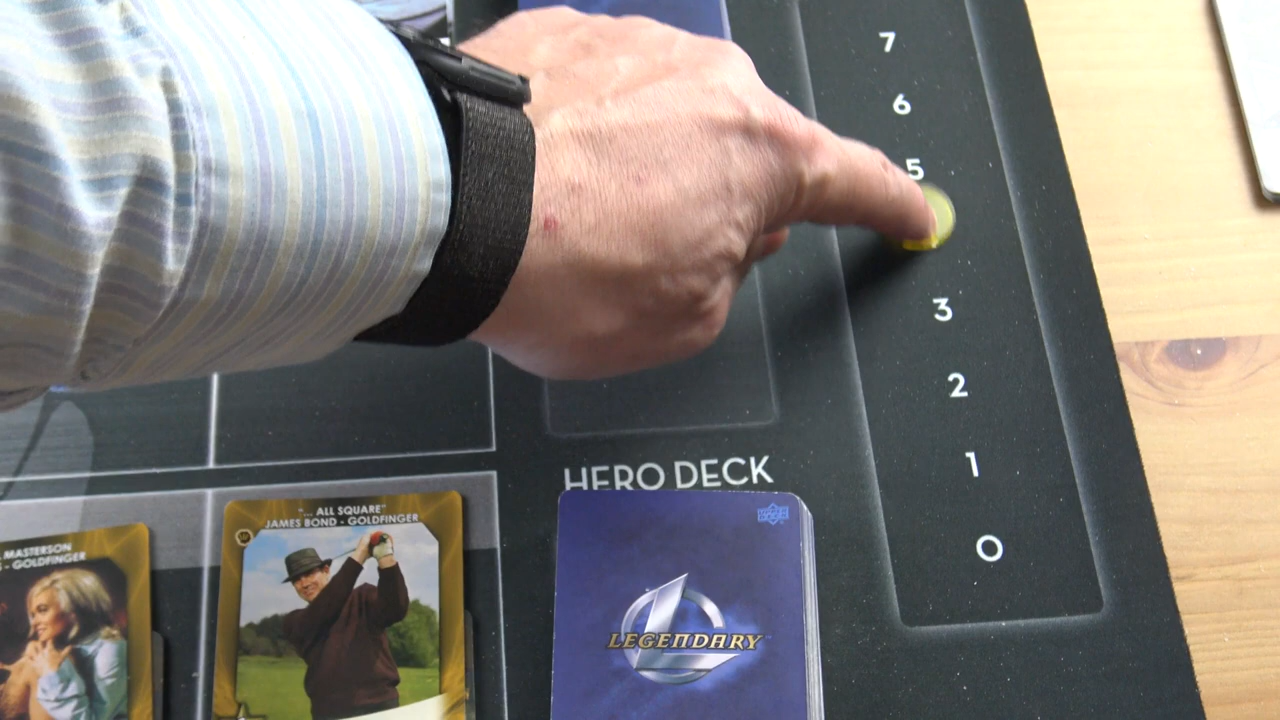 7
6
5
3
2
1
0
HERO DECK
"... ALL SQUARE"
JAMES BOND - GOLDFINGER
MASTERSON
- GOLDFINGER
LEGENDARY